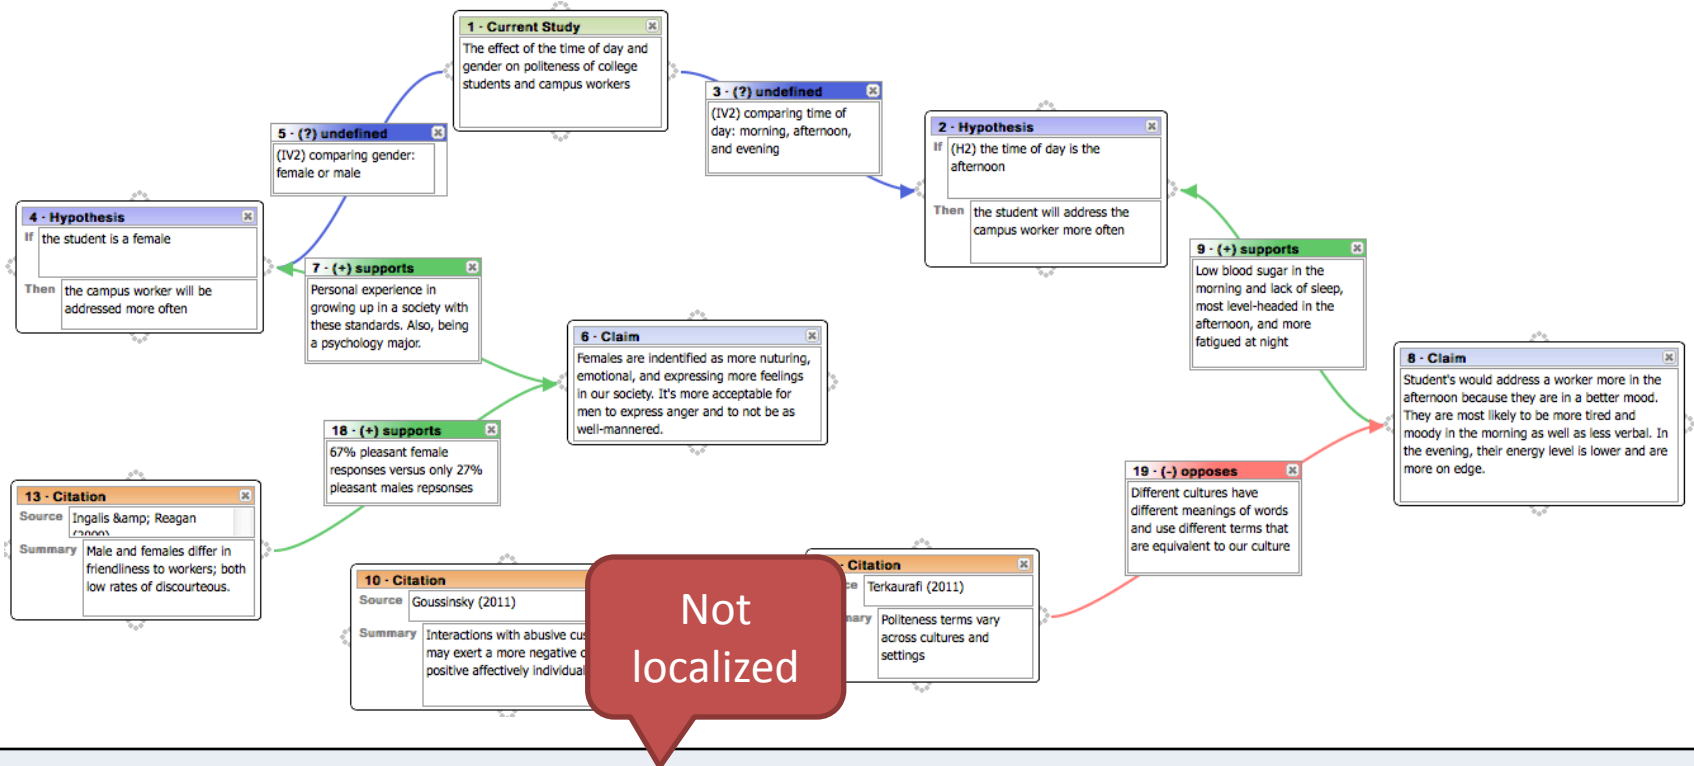 1 - Current Study
The effect of the time of day and
gender on politeness of college
students and campus workers
3 - (?) undefined
(IV2) comparing time of
day: morning, afternoon,
and evening
5 - (?) undefined
(IV2) comparing gender:
female or male
2 - Hypothesis
If (H2) the time of day is the
afternoon
Then the student will address the
campus worker more often
4 - Hypothesis
If the student is a female
Then the campus worker will be
addressed more often
7 - (+) supports
Personal experience in
growing up in a society with
these standards. Also, being
a psychology major.
9 - (+) supports
Low blood sugar in the
morning and lack of sleep,
most level-headed in the
afternoon, and more
fatigued at night
6 - Claim
Females are indentified as more nuturing,
emotional, and expressing more feelings
in our society. It's more acceptable for
men to express anger and to not be as
well-mannered.
8 - Claim
Student's would address a worker more in the
afternoon because they are in a better mood.
They are most likely to be more tired and
moody in the morning as well as less verbal. In
the evening, their energy level is lower and are
more on edge.
18 - (+) supports
67% pleasant female
responses versus only 27%
pleasant males repsonses
19 - (-) opposes
Different cultures have
different meanings of words
and use different terms that
are equivalent to our culture
13 - Citation
Source Ingalis &amp; Reagan
(2000)
Summary Male and females differ in
friendliness to workers; both
low rates of discourteous.
10 - Citation
Source Goussinsky (2011)
Summary Interactions with abusive
may exert a more negative
positive affectively
Citation
Terkaurafi (2011)
Politeness terms vary
across cultures and
settings
Not
localized